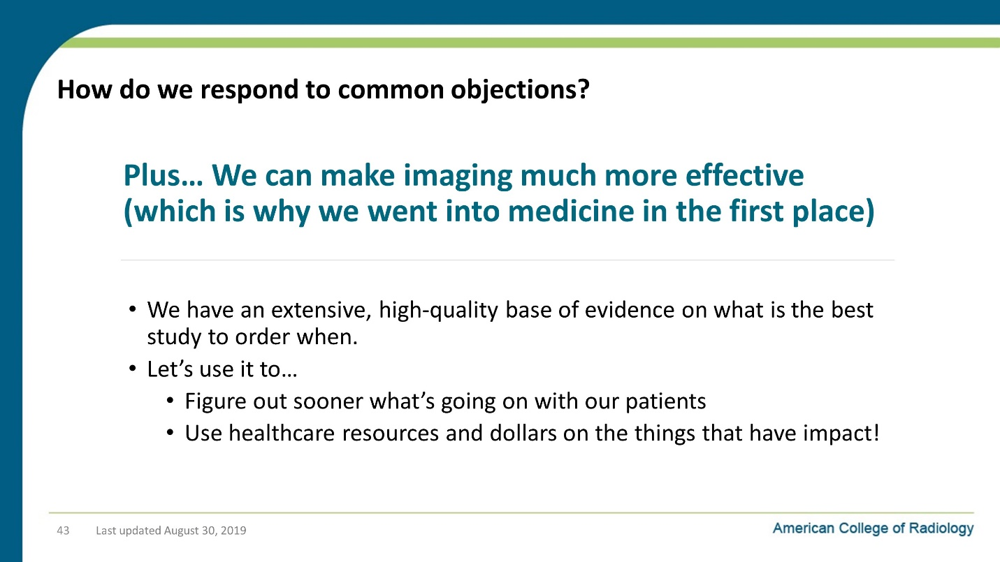 How do we respond to common objections?
Plus… We can make imaging much more effective
(which is why we went into medicine in the first place)
• We have an extensive, high-quality base of evidence on what is the best
study to order when.
• Let’s use it to…
• Figure out sooner what’s going on with our patients
• Use healthcare resources and dollars on the things that have impact!
43 Last updated August 30, 2019
American College of Radiology